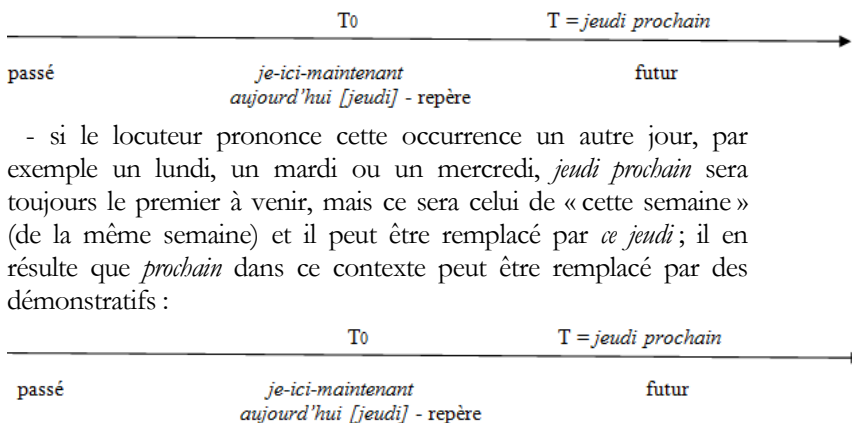 T0 T = jeudi prochain
passé je-ici-maintenant futur
aujourd'hui [jeudi] - repère
- si le locuteur prononce cette occurrence un autre jour, par
exemple un lundi, un mardi ou un mercredi, jeudi prochain sera
toujours le premier à venir, mais ce sera celui de « cette semaine »
(de la même semaine) et il peut être remplacé par ce jeudi ; il en
résulte que prochain dans ce contexte peut être remplacé par des
démonstratifs :
T0 T = jeudi prochain
passé je-ici-maintenant futur
aujourd'hui [jeudi] - repère